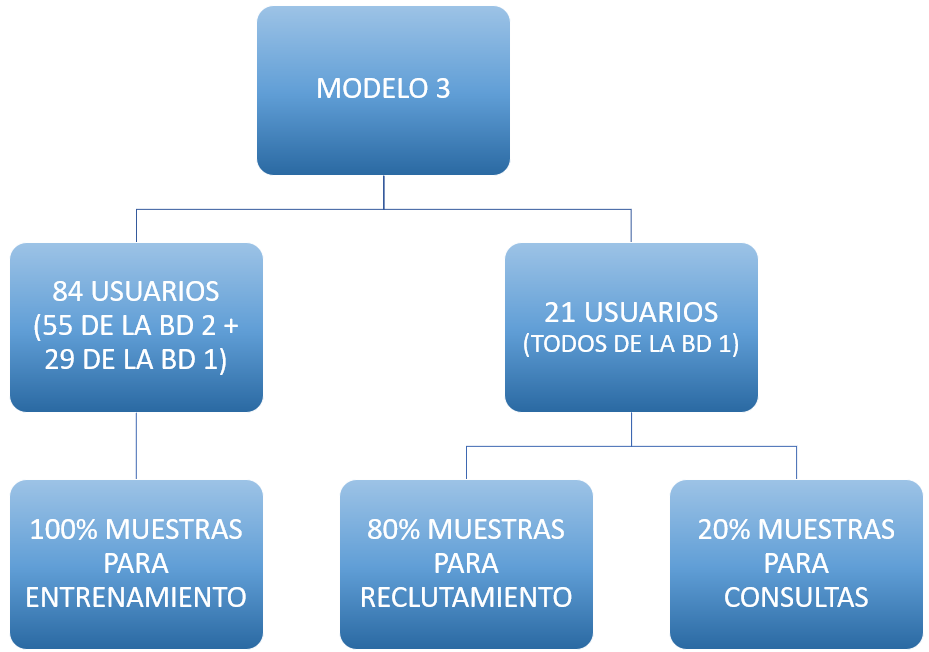 MODELO 3
84 USUARIOS
(55 DE LA BD 2 +
29 DE LA BD 1)
21 USUARIOS
(TODOS DE LA BD 1)
100% MUESTRAS
PARA
ENTRENAMIENTO
80% MUESTRAS
PARA
RECLUTAMIENTO
20% MUESTRAS
PARA
CONSULTAS